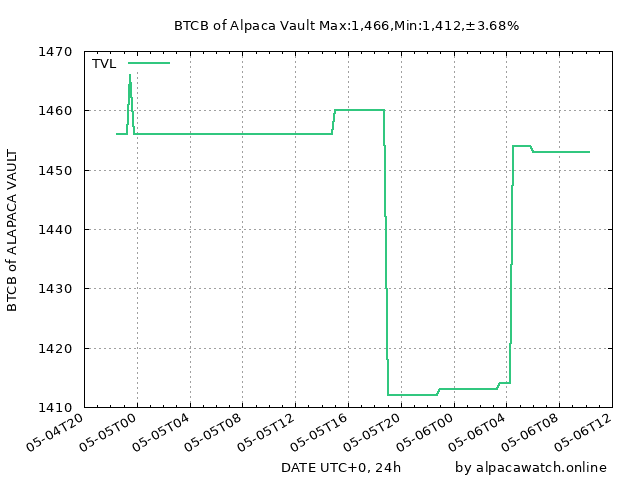 BTCB of Alpaca Vault Max:1,466,Min:1,412,±3.68%
TVL
BTCB of ALAPACA VAULT
1470
1460
1450
1440
1430
1420
1410
05-04T20
05-05T00
05-05T04
05-05T08
05-05T12
05-05T16
05-05T20
05-06T00
05-06T04
05-06T08
05-06T12
DATE UTC+0, 24h
by alpacawatch.online